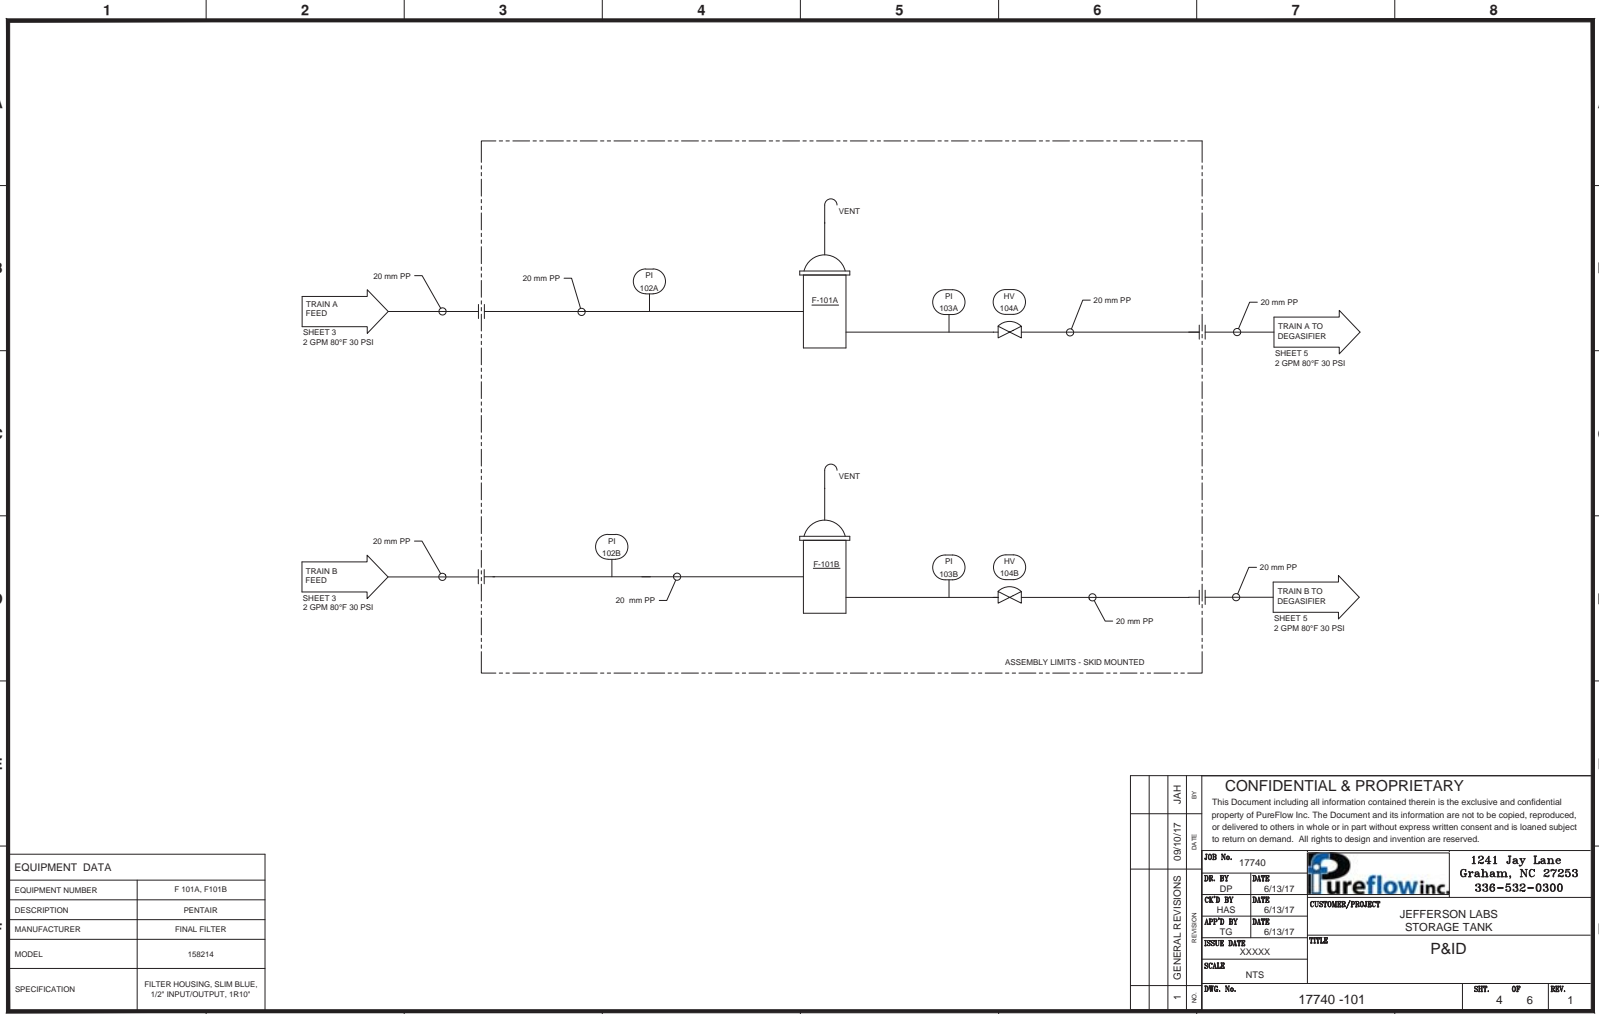 1 2 3 4 5 6 7 8
VENT
20 mm PP
20 mm PP
PI
102A
F-101A
PI
103A
HV
104A
20 mm PP
20 mm PP
TRAIN A
FEED
SHEET 3
2 GPM 80°F 30 PSI
TRAIN A TO
DEGASIFIER
SHEET 5
2 GPM 80°F 30 PSI
VENT
20 mm PP
PI
102B
20 mm PP
F-101B
PI
103B
HV
104B
20 mm PP
20 mm PP
TRAIN B
FEED
SHEET 3
2 GPM 80°F 30 PSI
TRAIN B TO
DEGASIFIER
SHEET 5
2 GPM 80°F 30 PSI
ASSEMBLY LIMITS - SKID MOUNTED
EQUIPMENT DATA
EQUIPMENT NUMBER F 101A, F101B
DESCRIPTION PENTAIR
MANUFACTURER FINAL FILTER
MODEL 158214
SPECIFICATION FILTER HOUSING, SLIM BLUE,
1/2" INPUT/OUTPUT, 1R10"
1 GENERAL REVISIONS 09/10/17 JAH
NO. REVISION DATE BY
CONFIDENTIAL & PROPRIETARY
This Document including all information contained therein is the exclusive and confidential
property of PureFlow Inc. The Document and its information are not to be copied, reproduced,
or delivered to others in whole or in part without express written consent and is loaned subject
to return on demand. All rights to design and invention are reserved.
JOB No. 17740
DR. BY DATE
DP 6/13/17
CK'D BY DATE
HAS 6/13/17
APP'D BY DATE
TG 6/13/17
ISSUE DATE
XXXXX
SCALE
NTS
Pureflow inc.
1241 Jay Lane
Graham, NC 27253
336-532-0300
CUSTOMER/PROJECT
JEFFERSON LABS
STORAGE TANK
TITLE
P&ID
DWG. No.
17740 -101
SHT. OF
4 6
REV.
1